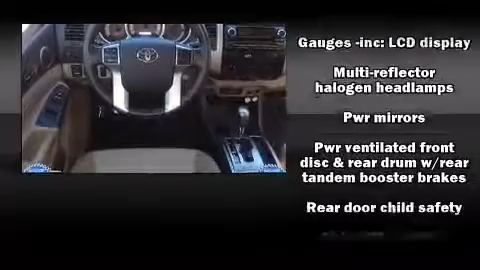 Gauges -inc: LCD display
Multi-reflector
halogen headlamps
Pwr mirrors
Pwr ventilated front
disc & rear drum w/rear
tandem booster brakes
Rear door child safety